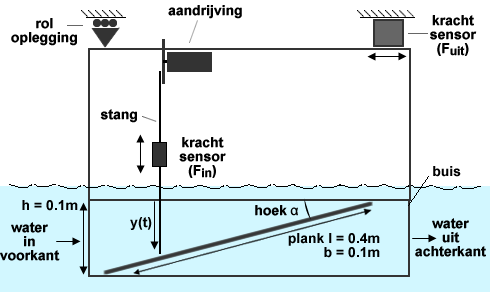 aandrijving
rol
oplegging
kracht
sensor
(Fuit)
stang
kracht
sensor
(Fin)
buis
h = 0.1m
y(t)
hoek α
water
in
voorkant
plank l = 0.4m
b = 0.1m
water
uit
achterkant